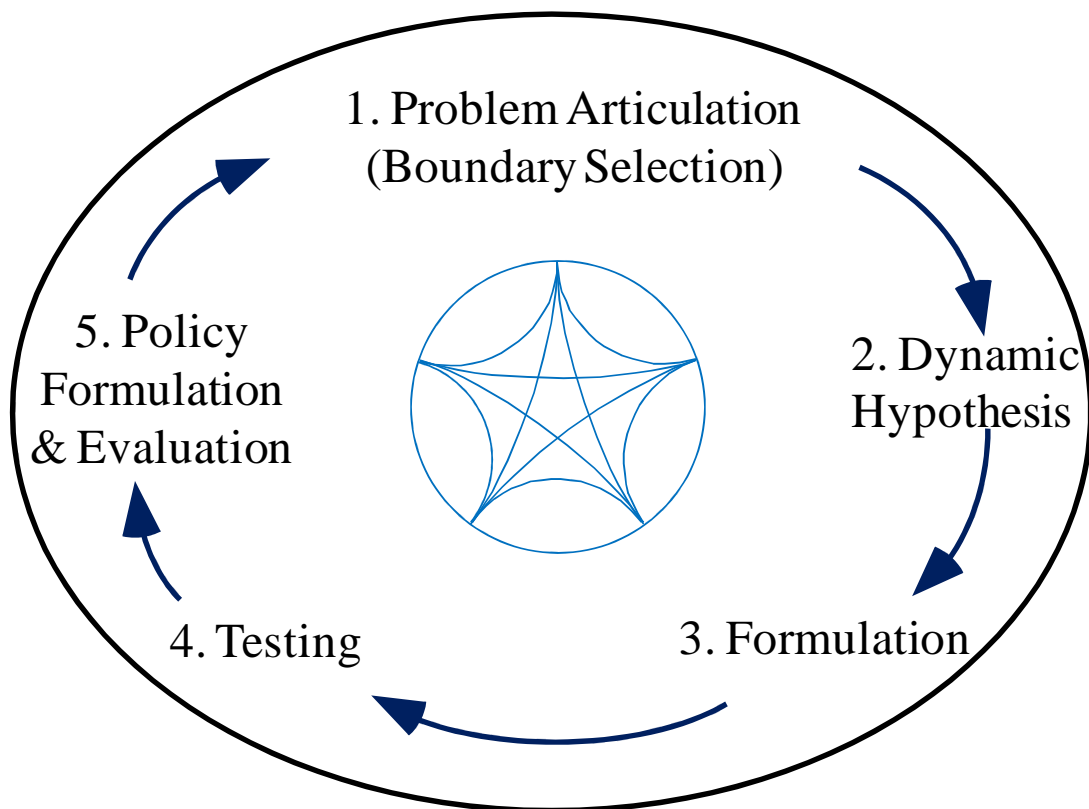 1. Problem Articulation
(Boundary Selection)
2. Dynamic
Hypothesis
3. Formulation
4. Testing
5. Policy
Formulation
& Evaluation